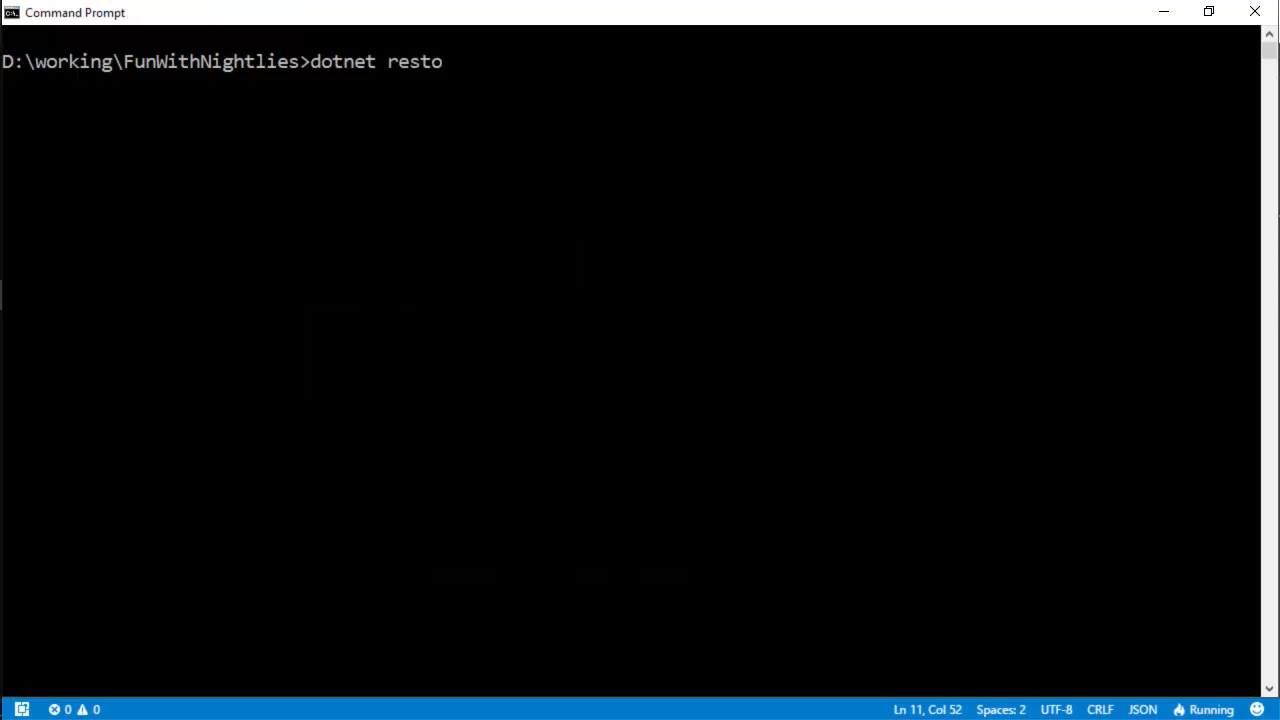 Command Prompt
D:\working\FunWithNightlies>dotnet resto
0 0 Ln 11, Col 52 Spaces: 2 UTF-8 CRLF JSON Running